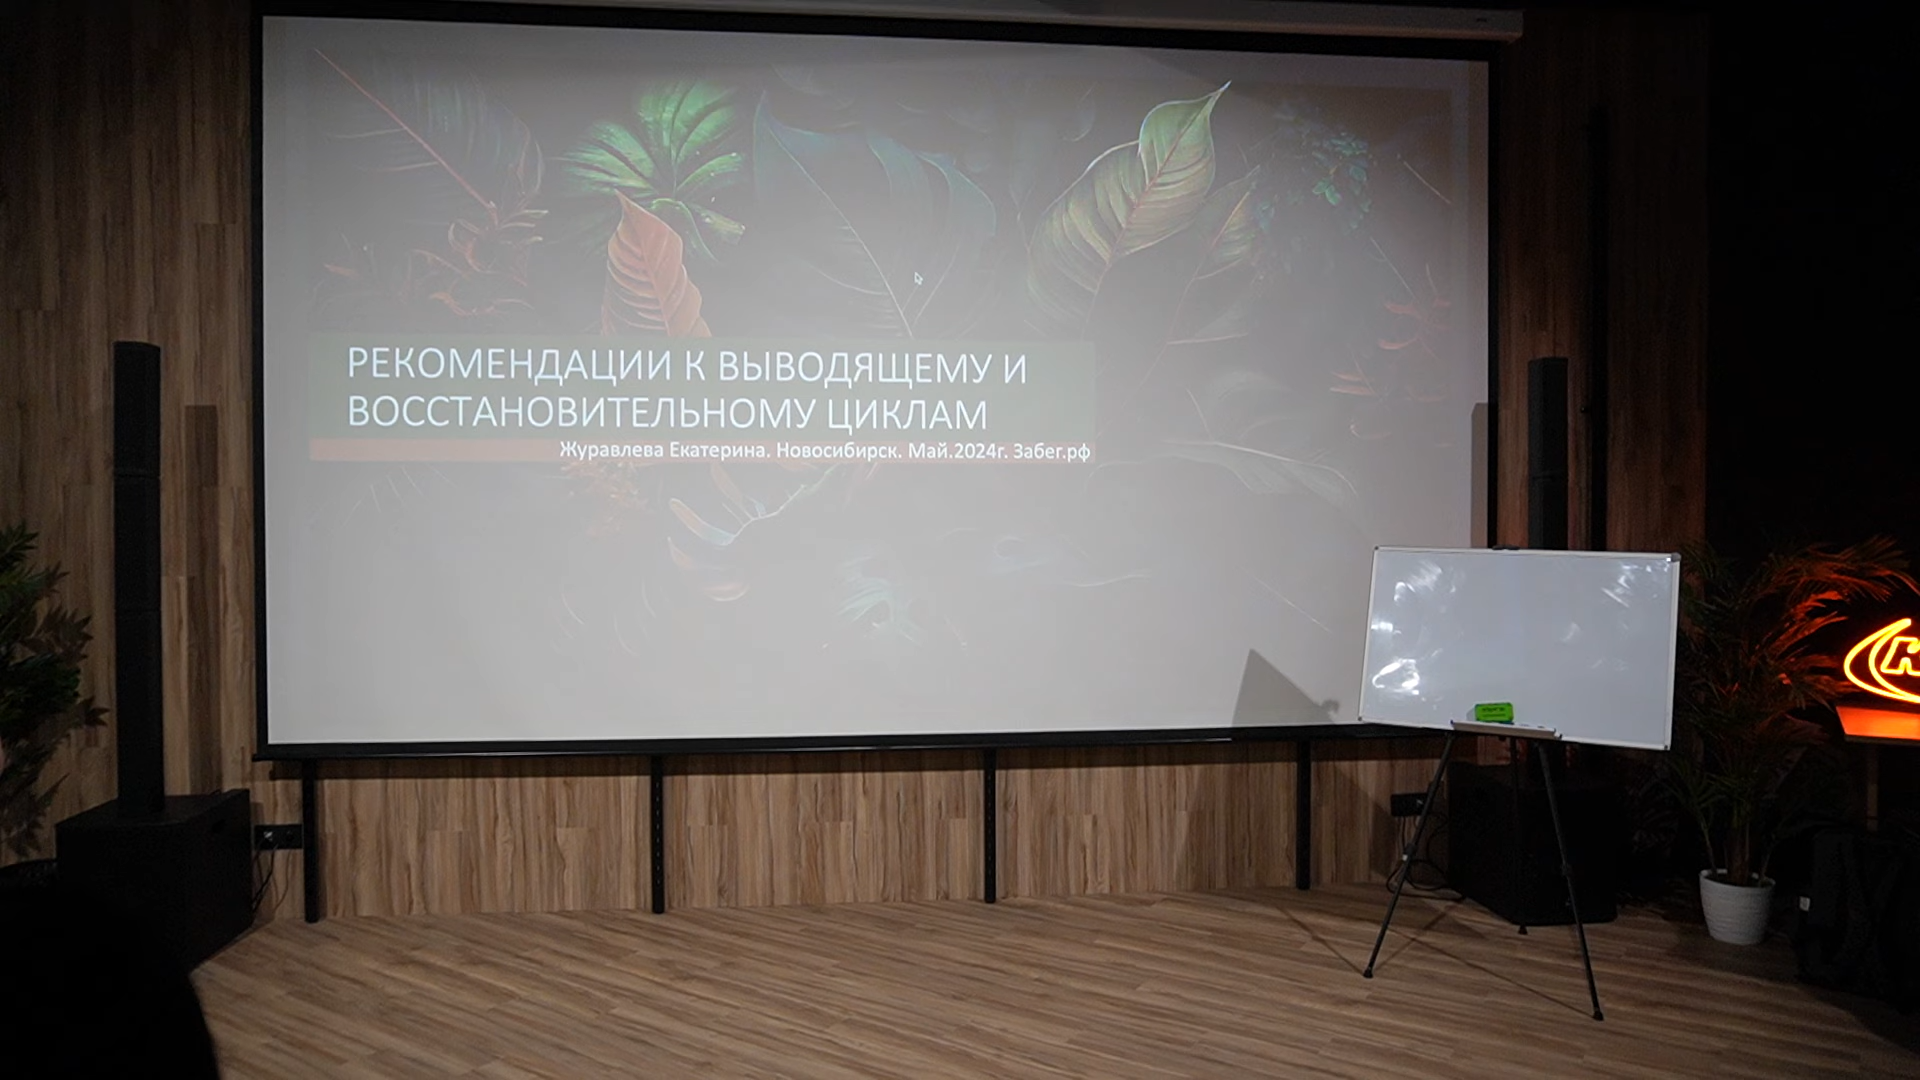 РЕКОМЕНДАЦИИ К ВЫВОДЯЩЕМУ И
ВОССТАНОВИТЕЛЬНОМУ ЦИКЛАМ
Журавлева Екатерина. Новосибирск. Май.2024г. Забег.рф